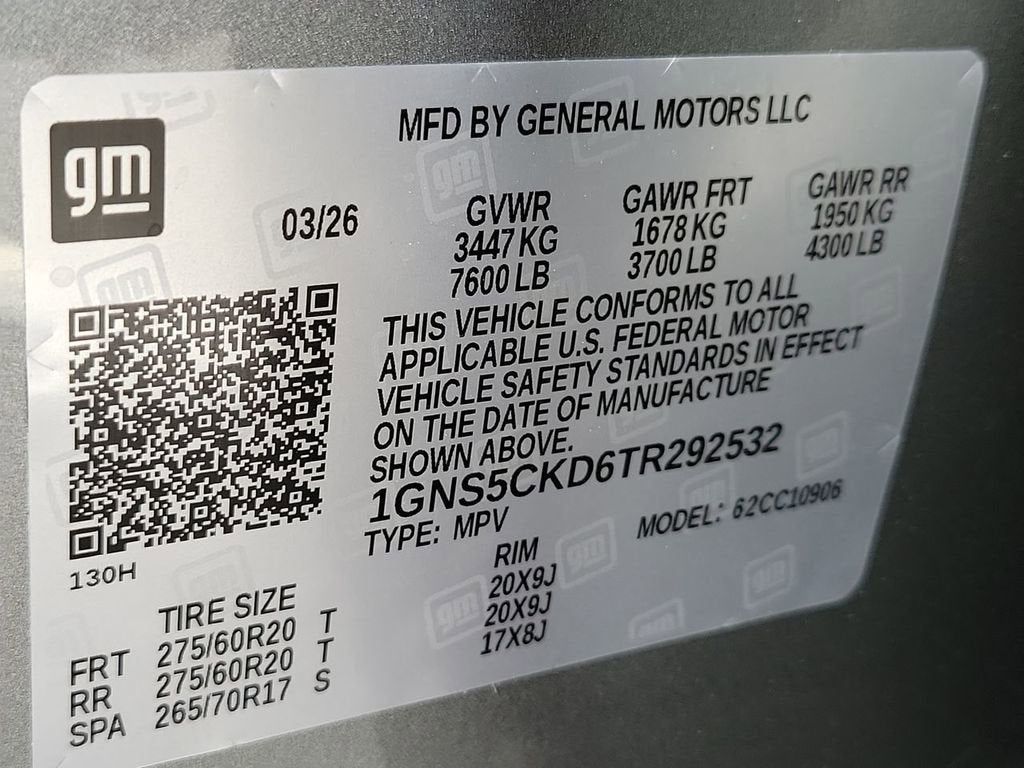 gm
MFD BY GENERAL MOTORS LLC
03/26
GVWR GAWR FRT GAWR RR
3447 KG 1678 KG 1950 KG
7600 LB 3700 LB 4300 LB
THIS VEHICLE CONFORMS TO ALL
APPLICABLE U.S. FEDERAL MOTOR
VEHICLE SAFETY STANDARDS IN EFFECT
ON THE DATE OF MANUFACTURE
SHOWN ABOVE.
1GNS5CKD6TR292532
TYPE: MPV MODEL: 62CC10906
130H
TIRE SIZE RIM
FRT 275/60R20 T 20X9J
RR 275/60R20 T 20X9J
SPA 265/70R17 S 17X8J